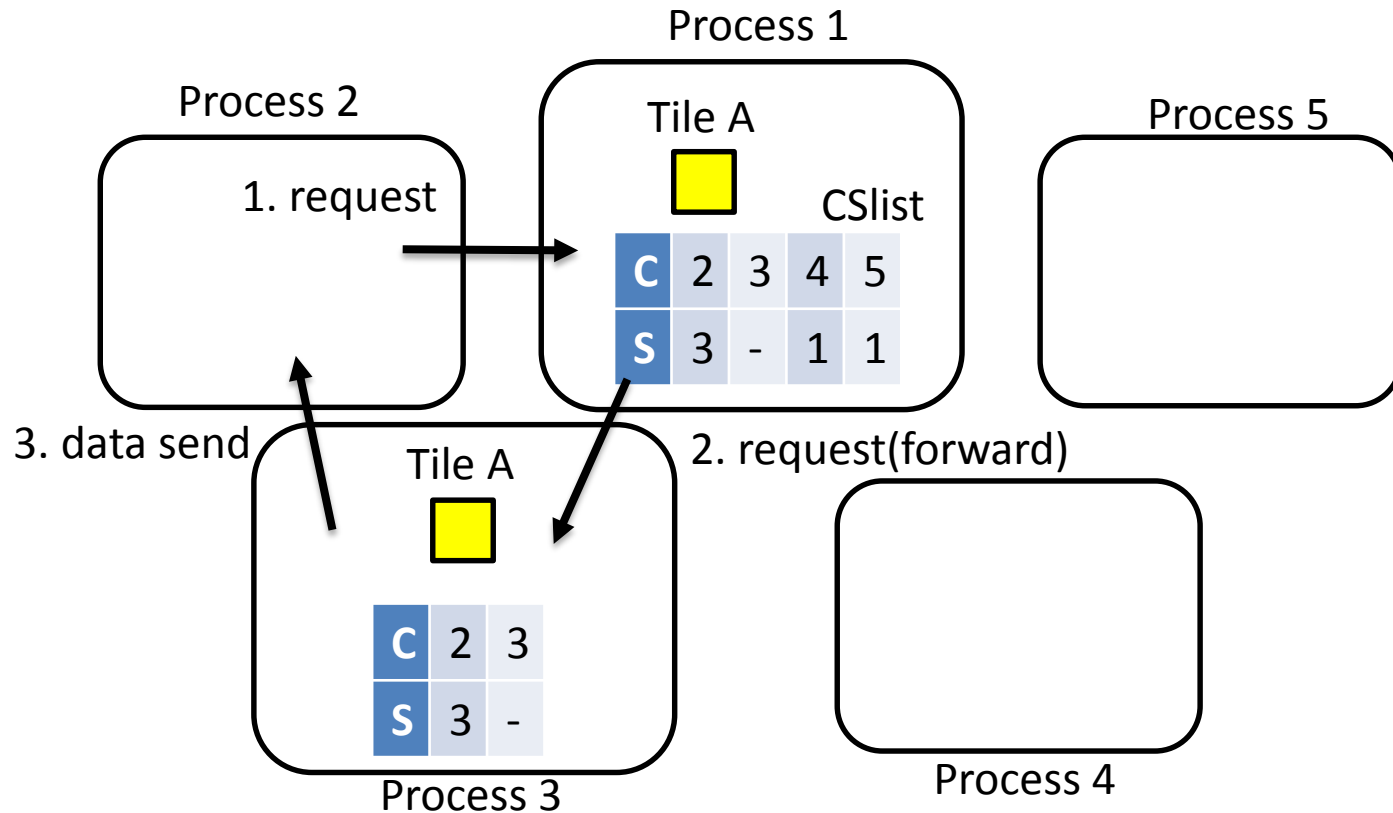 Process 1
Process 2
Process 5
Tile A
1. request
CSlist
C 2 3 4 5
S 3 - 1 1
3. data send
2. request(forward)
Tile A
C 2 3
S 3 -
Process 4
Process 3